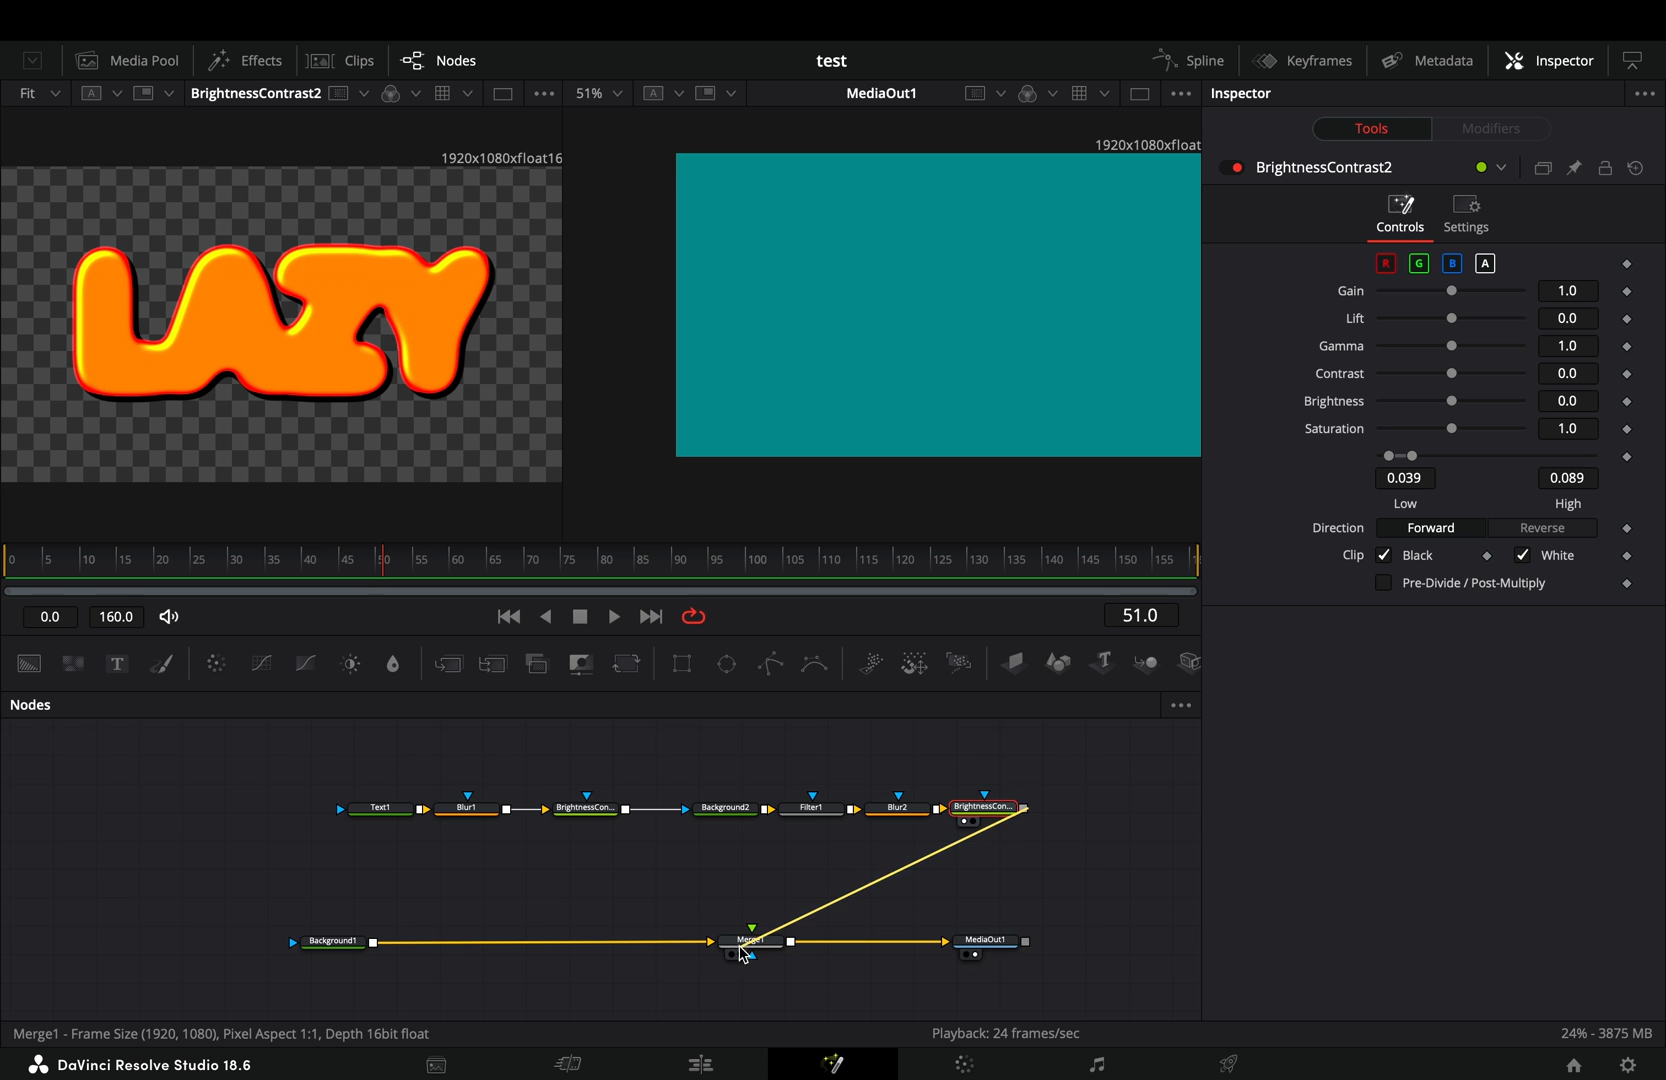 Media Pool Effects Clips Nodes test Spline Keyframes Metadata Inspector
Fit A BrightnessContrast2 51% A MediaOut1 Inspector
1920x1080xfloat16 1920x1080xfloat
Tools Modifiers
BrightnessContrast2
Controls Settings
R G B A
Gain 1.0
Lift 0.0
Gamma 1.0
Contrast 0.0
Brightness 0.0
Saturation 1.0
0.039 0.089
Low High
Direction Forward Reverse
Clip Black White
Pre-Divide / Post-Multiply
LAZY
0 5 10 15 20 25 30 35 40 45 50 55 60 65 70 75 80 85 90 95 100 105 110 115 120 125 130 135 140 145 150 155
0.0 160.0 51.0
T
Nodes
Text1 Blur1 BrightnessCon... Background2 Filter1 Blur2 BrightnessCon...
Background1 Merge1 MediaOut1
Merge1 - Frame Size (1920, 1080), Pixel Aspect 1:1, Depth 16bit float Playback: 24 frames/sec 24% - 3875 MB
DaVinci Resolve Studio 18.6